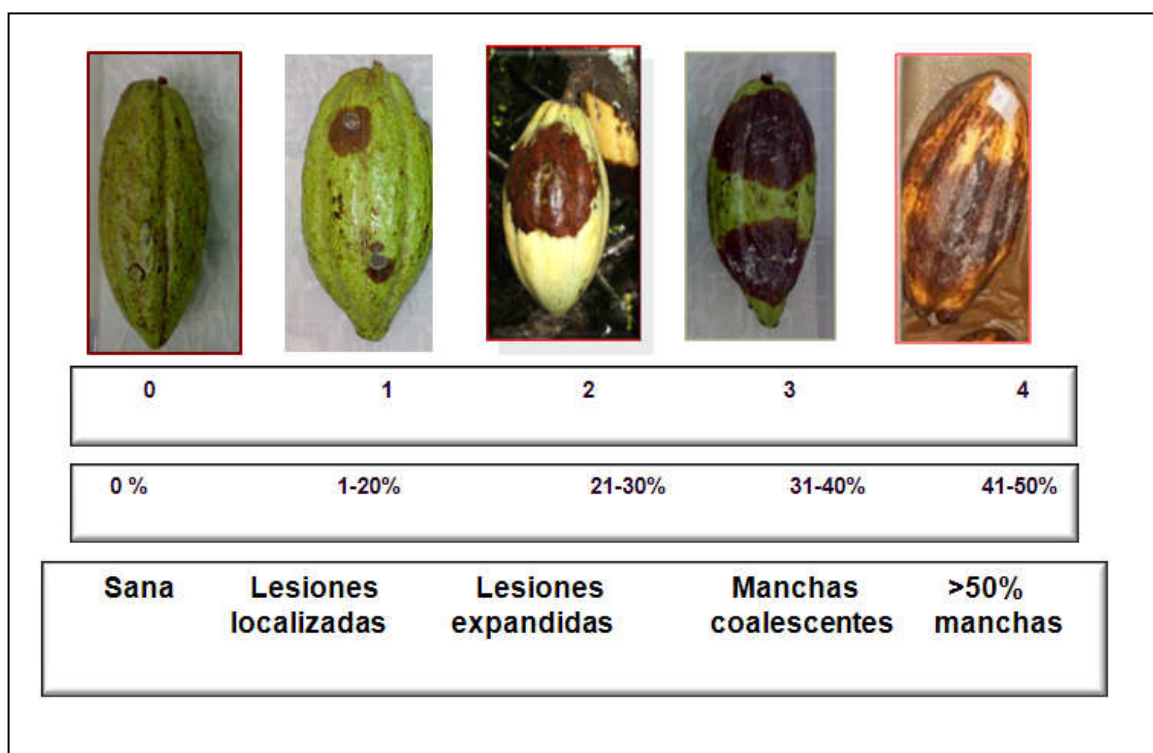 0 1 2 3 4
0 % 1-20% 21-30% 31-40% 41-50%
Sana Lesiones Lesiones Manchas >50%
localizadas expandidas coalescentes manchas